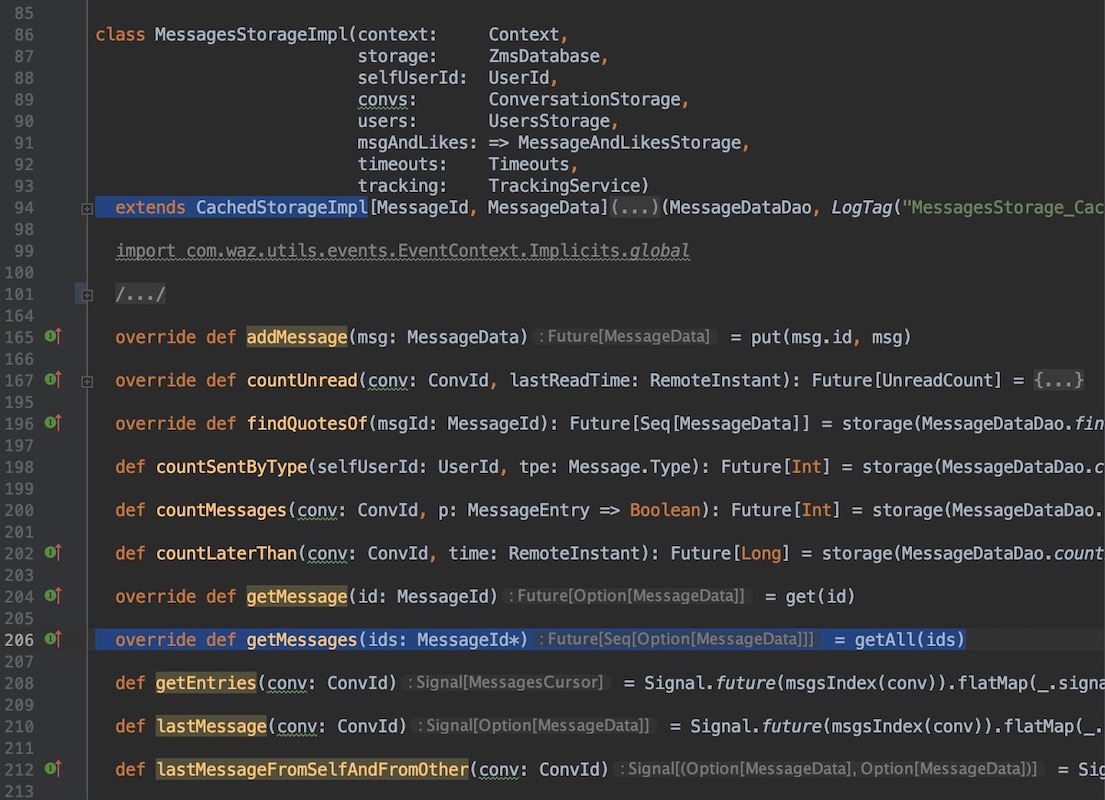 85
86 class MessagesStorageImpl(context: Context,
87 storage: ZmsDatabase,
88 selfUserId: UserId,
89 convs: ConversationStorage,
90 users: UsersStorage,
91 msgAndLikes: => MessageAndLikesStorage,
92 timeouts: Timeouts,
93 tracking: TrackingService)
94 extends CachedStorageImpl[MessageId, MessageData](...)(MessageDataDao, LogTag("MessagesStorage_Cac
98
99 import com.waz.utils.events.EventContext.Implicits.global
100
101 /.../
164
165 override def addMessage(msg: MessageData) : Future[MessageData] = put(msg.id, msg)
166
167 override def countUnread(conv: ConvId, lastReadTime: RemoteInstant): Future[UnreadCount] = {...}
195
196 override def findQuotesOf(msgId: MessageId): Future[Seq[MessageData]] = storage(MessageDataDao.fin
197
198 def countSentByType(selfUserId: UserId, tpe: Message.Type): Future[Int] = storage(MessageDataDao.c
199
200 def countMessages(conv: ConvId, p: MessageEntry => Boolean): Future[Int] = storage(MessageDataDao.
201
202 def countLaterThan(conv: ConvId, time: RemoteInstant): Future[Long] = storage(MessageDataDao.count
203
204 override def getMessage(id: MessageId) : Future[Option[MessageData]] = get(id)
205
206 override def getMessages(ids: MessageId*) : Future[Seq[Option[MessageData]]] = getAll(ids)
207
208 def getEntries(conv: ConvId) : Signal[MessagesCursor] = Signal.future(msgsIndex(conv)).flatMap(_.signa
209
210 def lastMessage(conv: ConvId) : Signal[Option[MessageData]] = Signal.future(msgsIndex(conv)).flatMap(_.
211
212 def lastMessageFromSelfAndFromOther(conv: ConvId) : Signal[(Option[MessageData],Option[MessageData])] = Sig
213